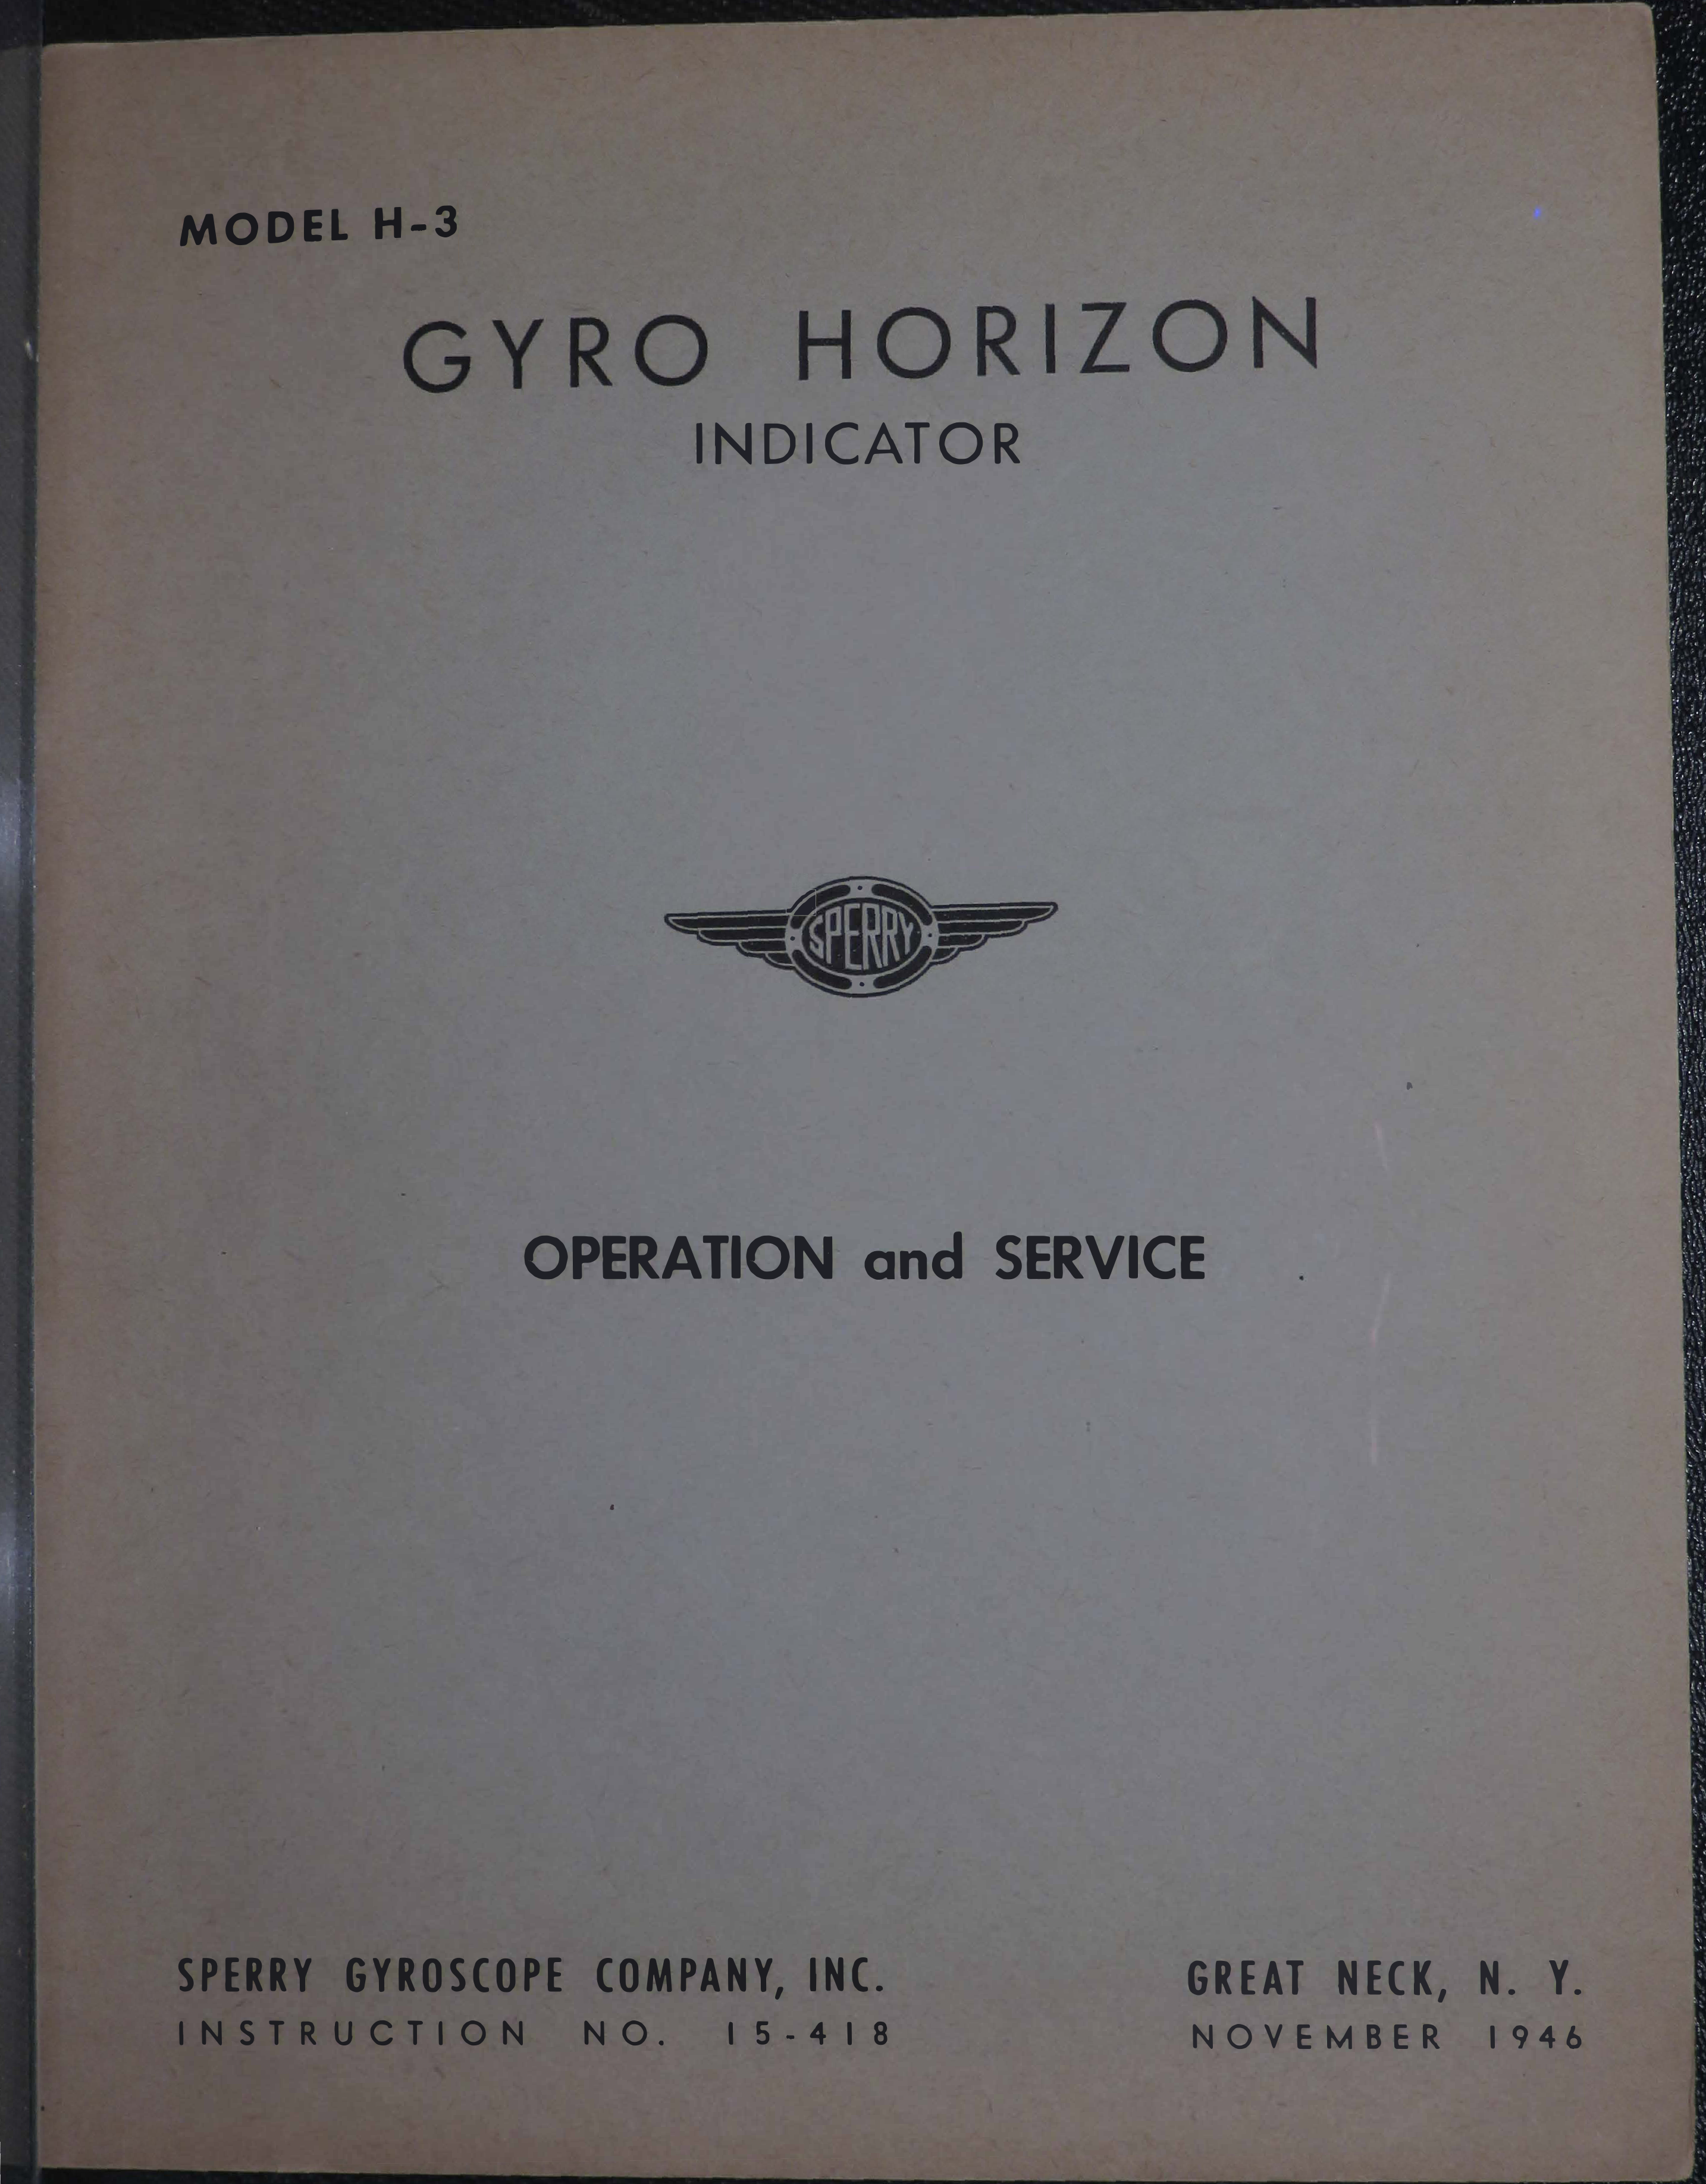 MODEL H-3
GYRO HORIZON
INDICATOR
SPERRY
OPERATION and SERVICE
SPERRY GYROSCOPE COMPANY, INC.
INSTRUCTION NO. 15-418
GREAT NECK, N. Y.
NOVEMBER 1946